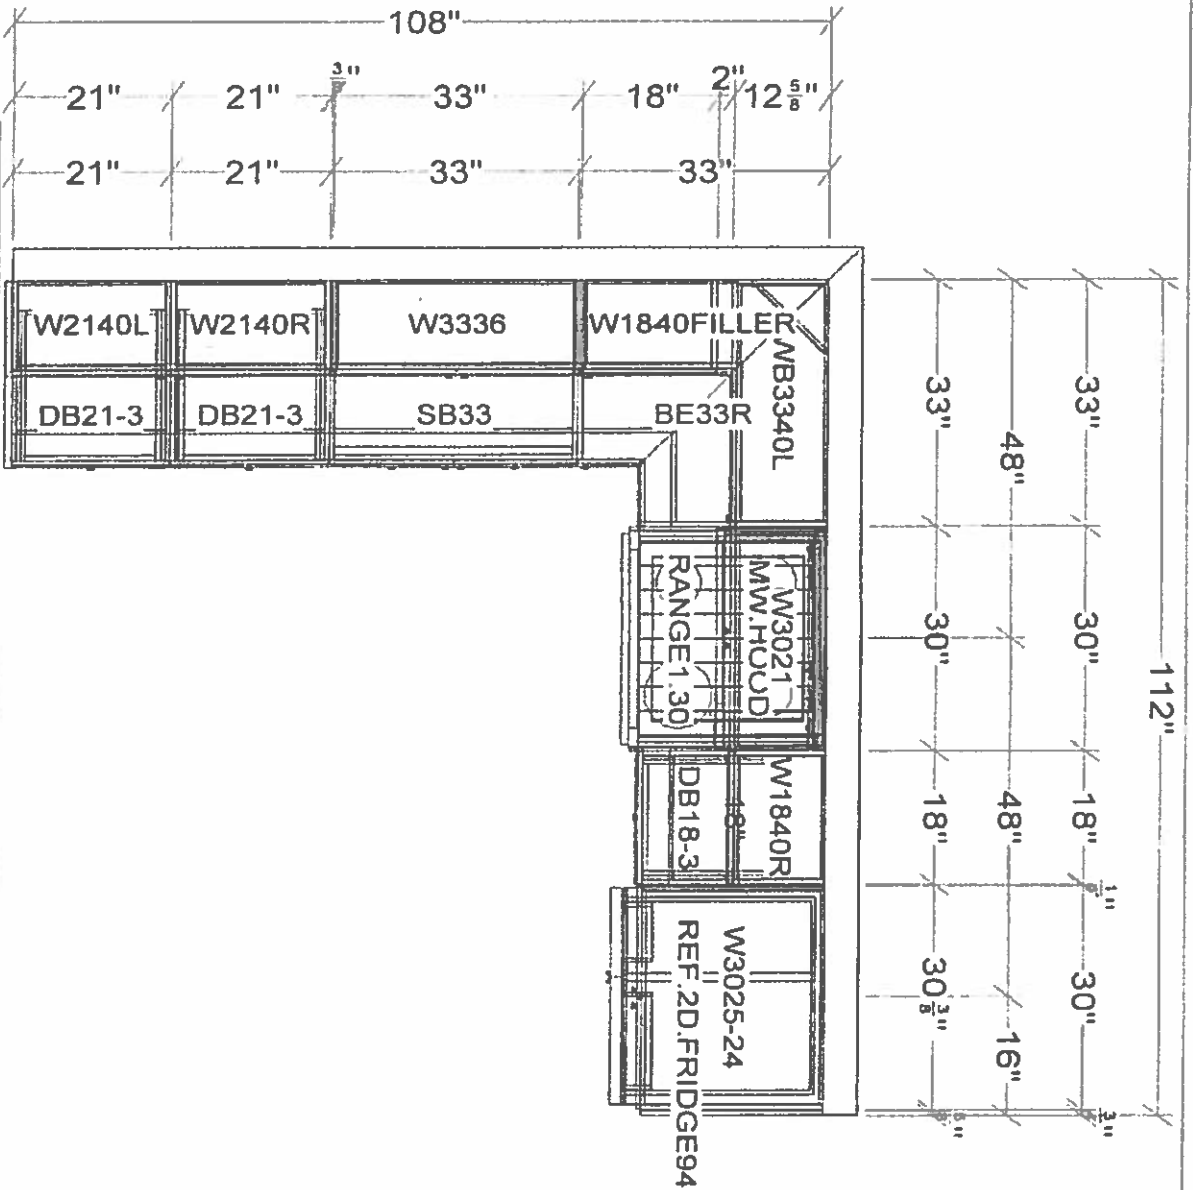 108"
21" 21" 3/8" 33" 18" 2" 12 5/8"
21" 21" 33" 33"
W2140L W2140R W3336 W1840FILLER
DB21-3 DB21-3 SB33 BE33R
WB3340L
W3021
MW.HOOD
RANGE1.30
W1840R
DB18-3
48"
W3025-24
REF.2D.FRIDGE94
112"
33" 30" 18" 30"
48" 48" 16"
33" 30" 18" 30 3/8"